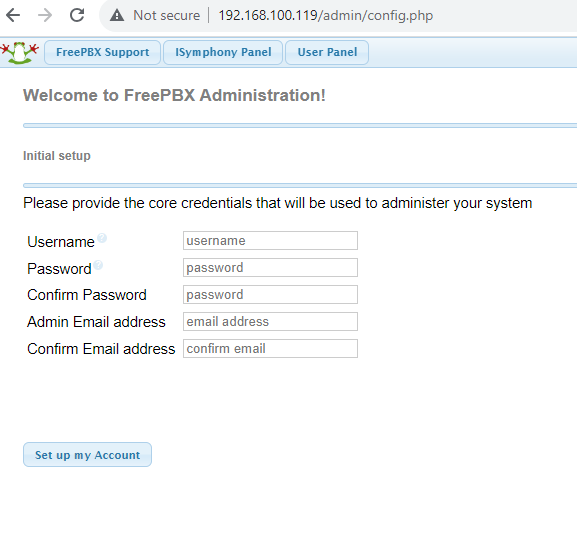 Not secure 192.168.100.119/admin/config.php
FreePBX Support ISymphony Panel User Panel
Welcome to FreePBX Administration!
Initial setup
Please provide the core credentials that will be used to administer your system
Username ? username
Password ? password
Confirm Password password
Admin Email address email address
Confirm Email address confirm email
Set up my Account